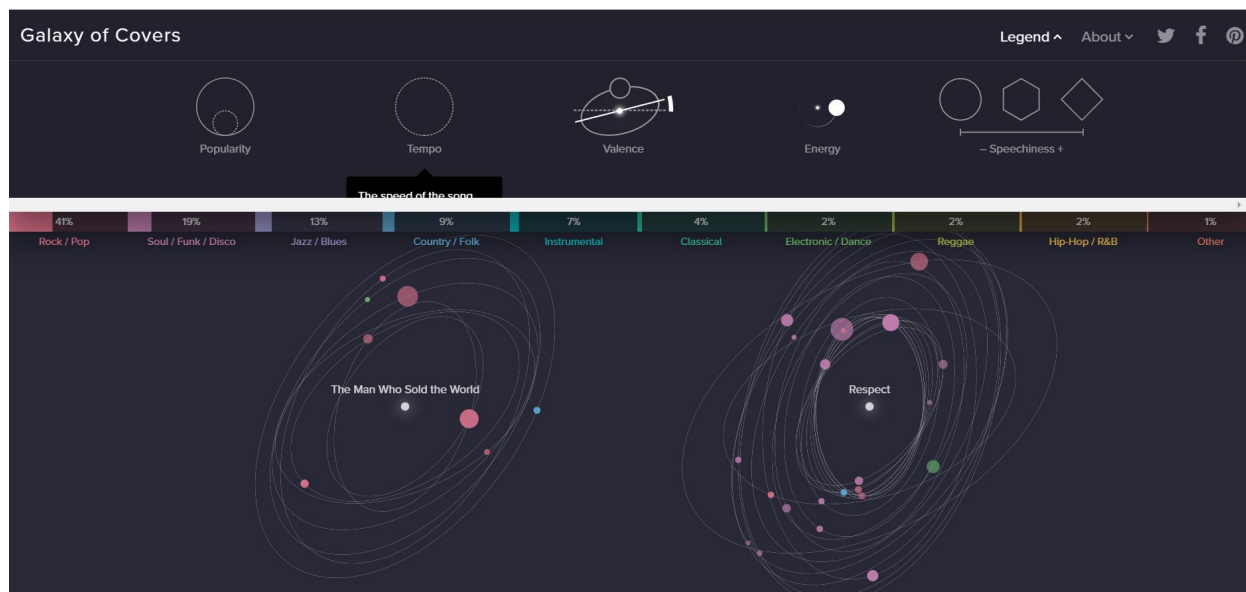 Galaxy of Covers
Legend About
Popularity Tempo Valence Energy – Speechiness +
The speed of the song
41% 19% 13% 9% 7% 4% 2% 2% 2% 1%
Rock / Pop Soul / Funk / Disco Jazz / Blues Country / Folk Instrumental Classical Electronic / Dance Reggae Hip-Hop / R&B Other
The Man Who Sold the World Respect